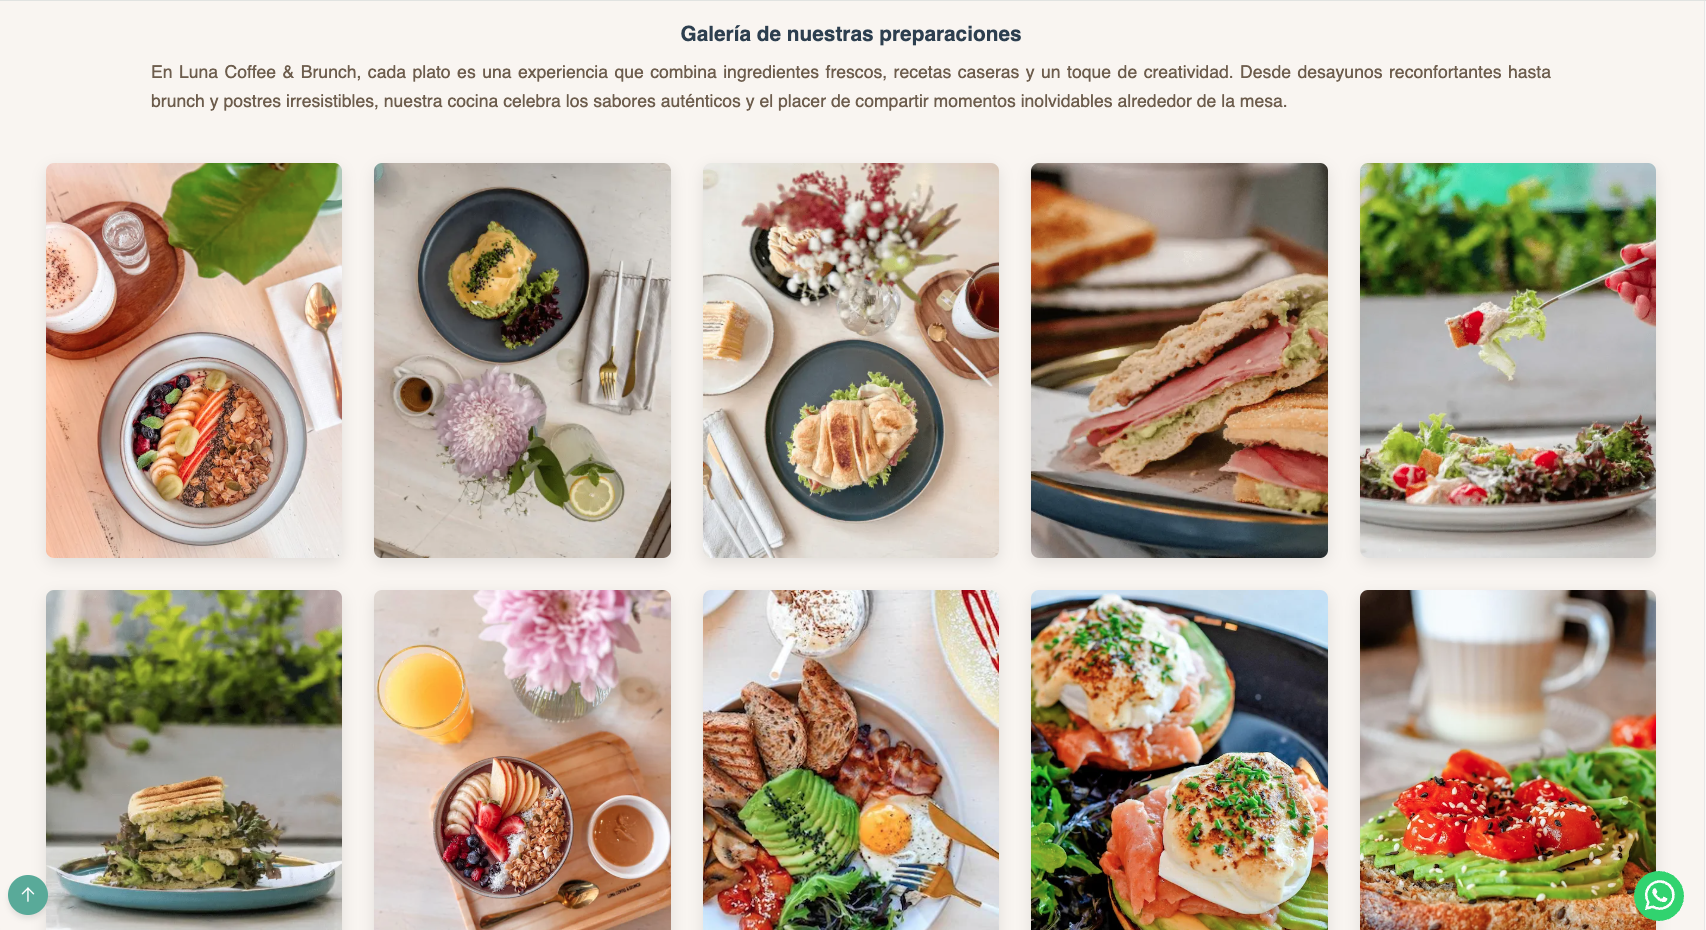 Galería de nuestras preparaciones
En Luna Coffee & Brunch, cada plato es una experiencia que combina ingredientes frescos, recetas caseras y un toque de creatividad. Desde desayunos reconfortantes hasta
brunch y postres irresistibles, nuestra cocina celebra los sabores auténticos y el placer de compartir momentos inolvidables alrededor de la mesa.